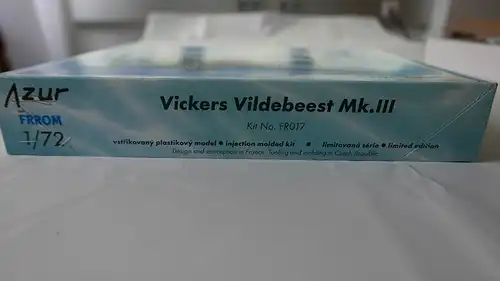 Azur
FRROM
1/72
Vickers Vildebeest Mk.III
Kit No. FR017
vstřikovaný plastikový model ● injection molded kit ● limitovaná série ● limited edition
Design and conception in France. Tooling and molding in Czech Republic